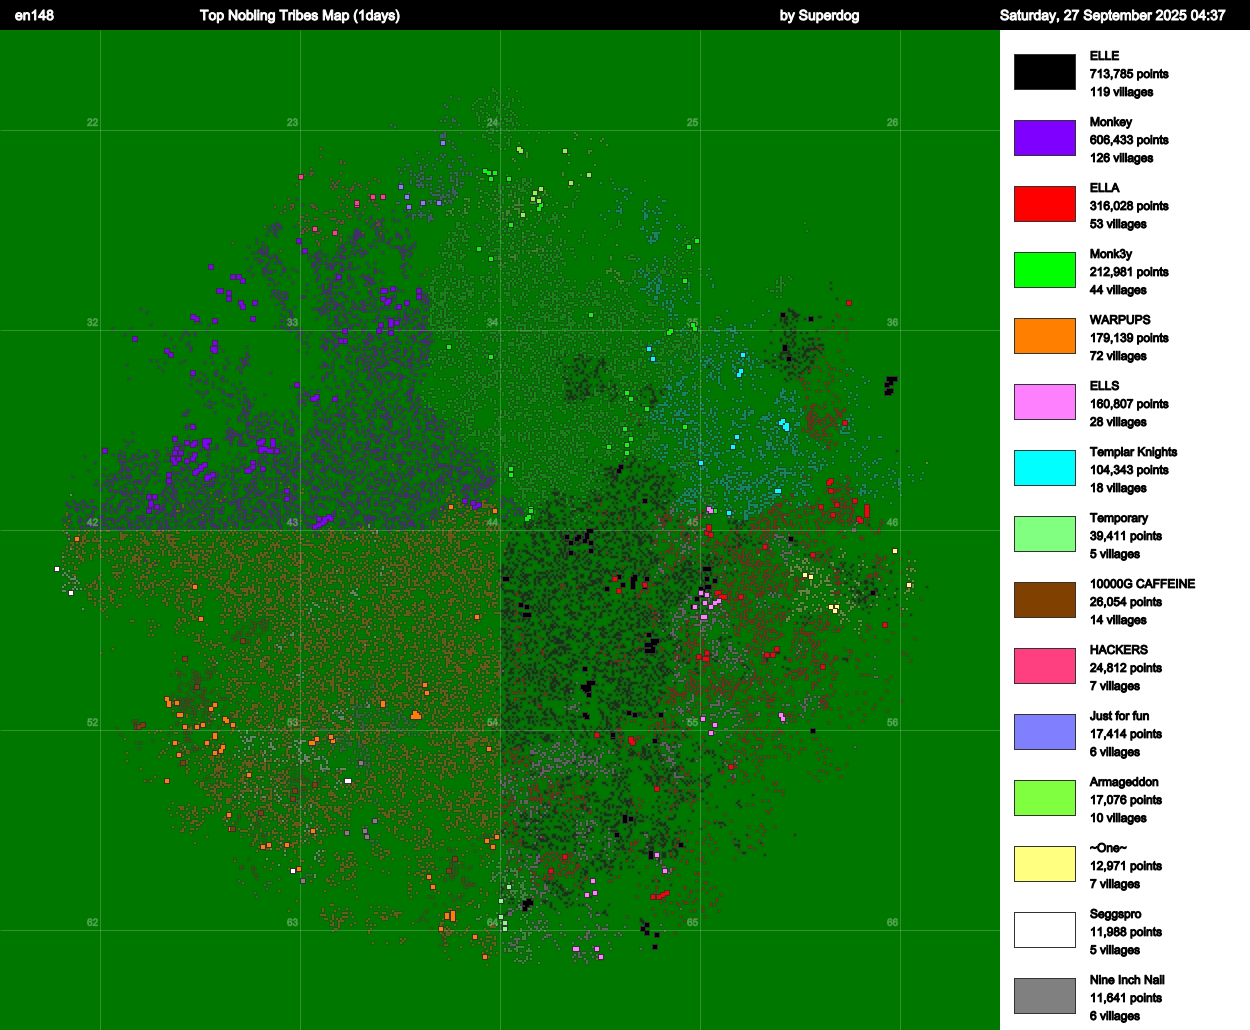 en148
Top Nobling Tribes Map (1days)
by Superdog
Saturday, 27 September 2025 04:37
22
23
24
25
26
32
33
34
35
36
42
43
44
45
46
52
53
54
55
56
62
63
64
65
66
ELLE
713,785 points
119 villages
Monkey
606,433 points
126 villages
ELLA
316,028 points
53 villages
Monk3y
212,981 points
44 villages
WARPUPS
179,139 points
72 villages
ELLS
160,807 points
28 villages
Templar Knights
104,343 points
18 villages
Temporary
39,411 points
5 villages
10000G CAFFEINE
26,054 points
14 villages
HACKERS
24,812 points
7 villages
Just for fun
17,414 points
6 villages
Armageddon
17,076 points
10 villages
~One~
12,971 points
7 villages
Seggspro
11,988 points
5 villages
Nine Inch Nail
11,641 points
6 villages